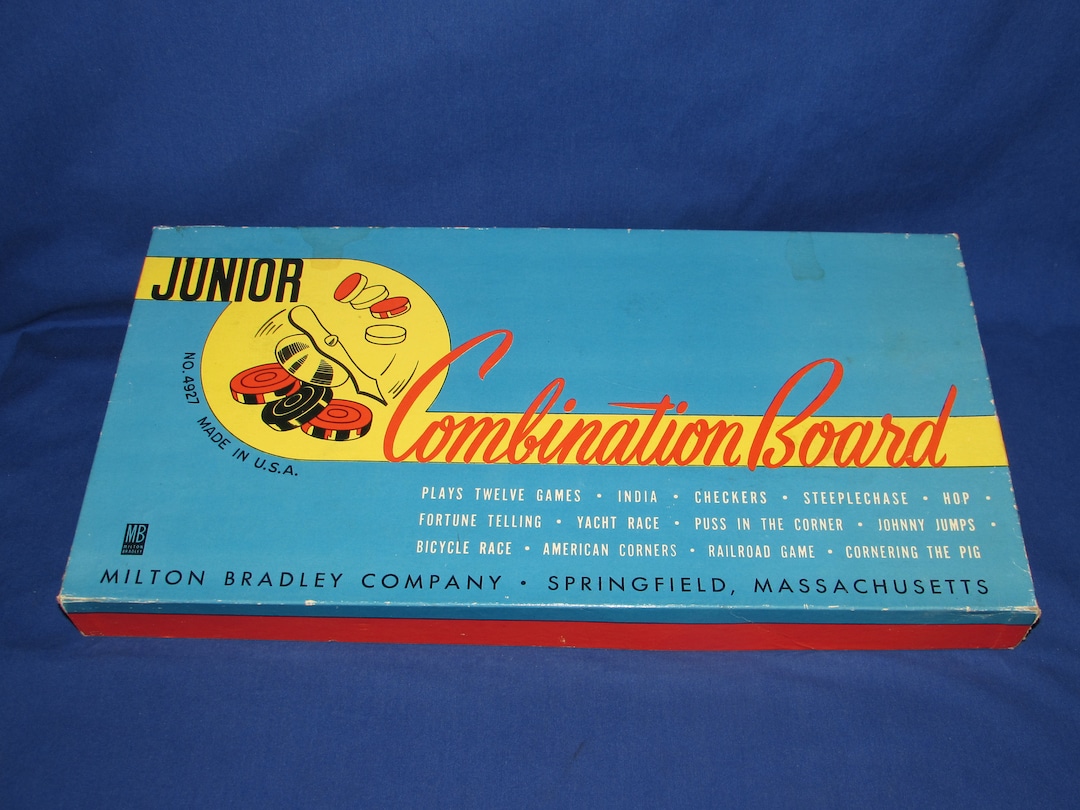 JUNIOR
NO. 4927 MADE IN U.S.A.
Combination Board
PLAYS TWELVE GAMES • INDIA • CHECKERS • STEEPLECHASE • HOP •
FORTUNE TELLING • YACHT RACE • PUSS IN THE CORNER • JOHNNY JUMPS •
BICYCLE RACE • AMERICAN CORNERS • RAILROAD GAME • CORNERING THE PIG
MB
MILTON
BRADLEY
MILTON BRADLEY COMPANY • SPRINGFIELD, MASSACHUSETTS